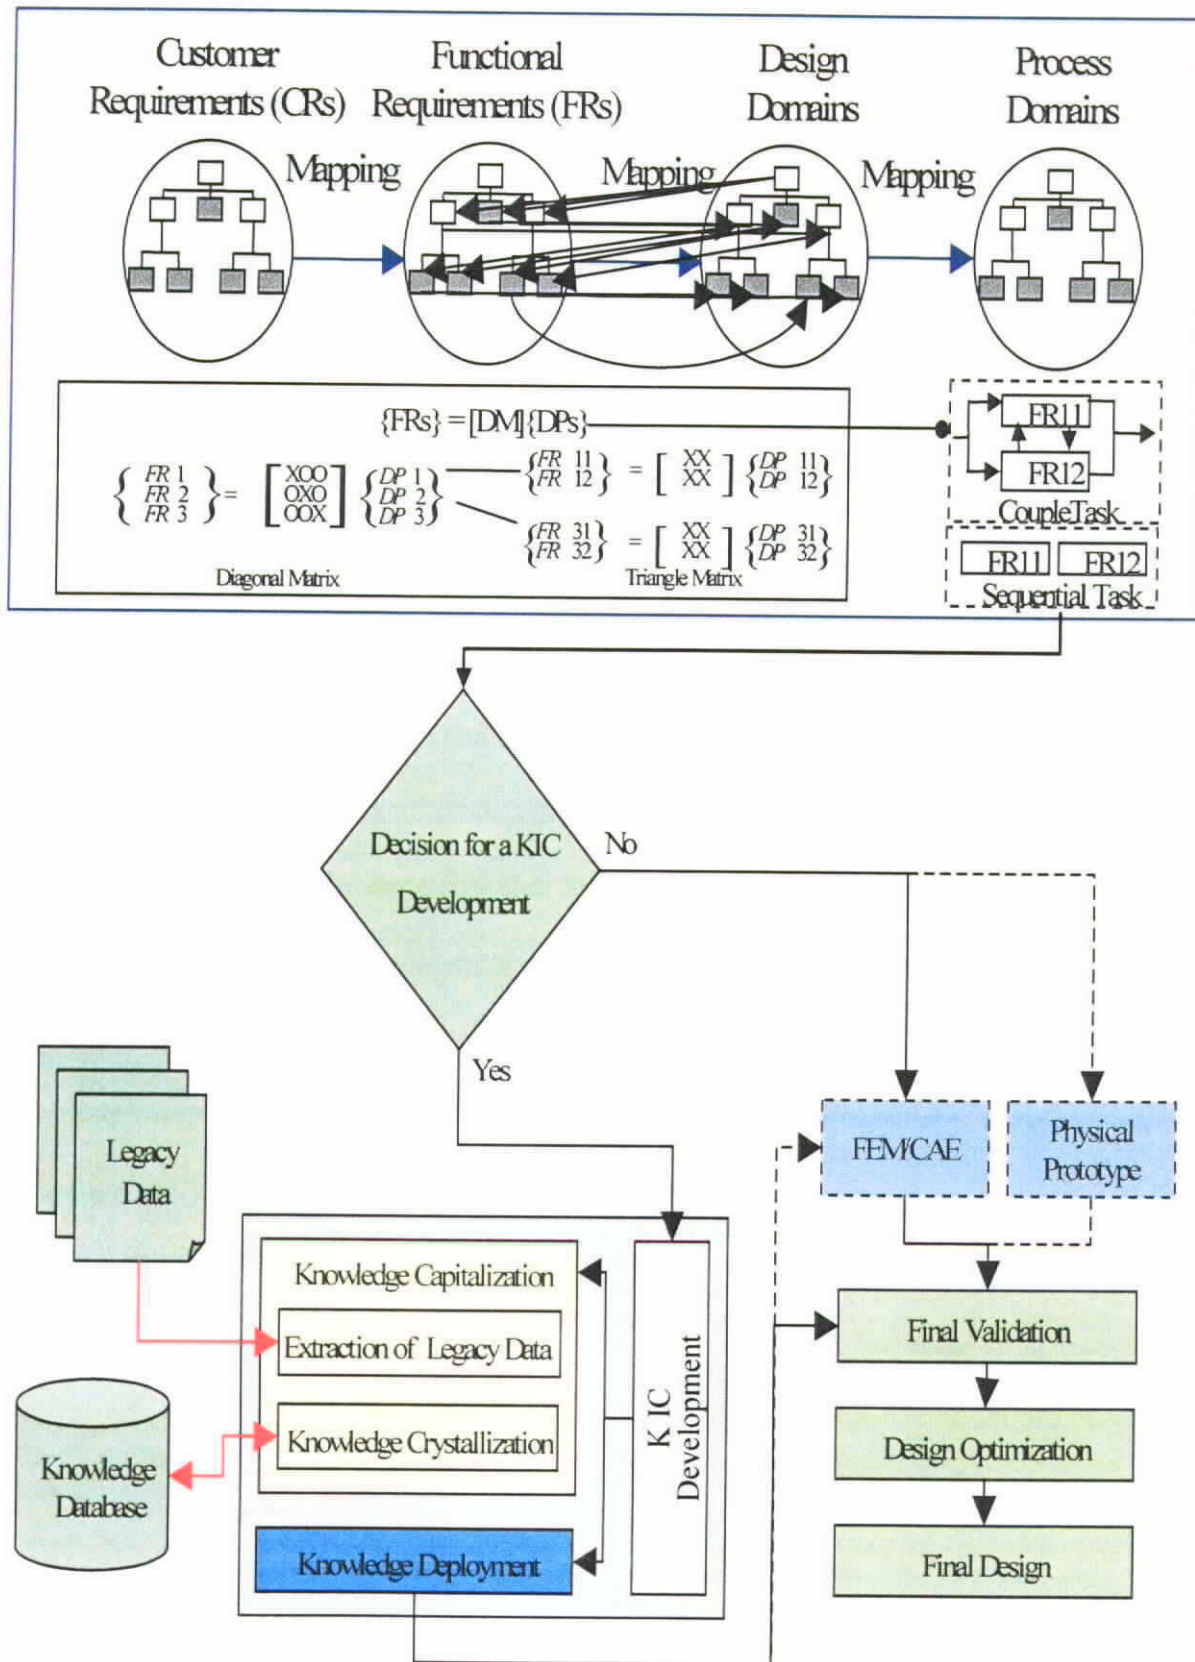 Customer
Requirements (CRs)
Functional
Requirements (FRs)
Design
Domains
Process
Domains
Mapping
Mapping
Mapping
{FRs} = [DM]{DPs}
{FR 1
FR 2
FR 3} =
[XOO
OXO
OOX]
{DP 1
DP 2
DP 3}
{FR 11
FR 12}
= [XX
XX]
{DP 11
DP 12}
{FR 31
FR 32}
= [XX
XX]
{DP 31
DP 32}
Diagonal Matrix
Triangle Matrix
FR11
FR12
CoupleTask
FR11
FR12
Sequential Task
Decision for a KIC
Development
No
Yes
Legacy
Data
FEM/CAE
Physical
Prototype
Knowledge Capitalization
Extraction of Legacy Data
Knowledge Crystallization
Knowledge Deployment
K IC
Development
Knowledge
Database
Final Validation
Design Optimization
Final Design